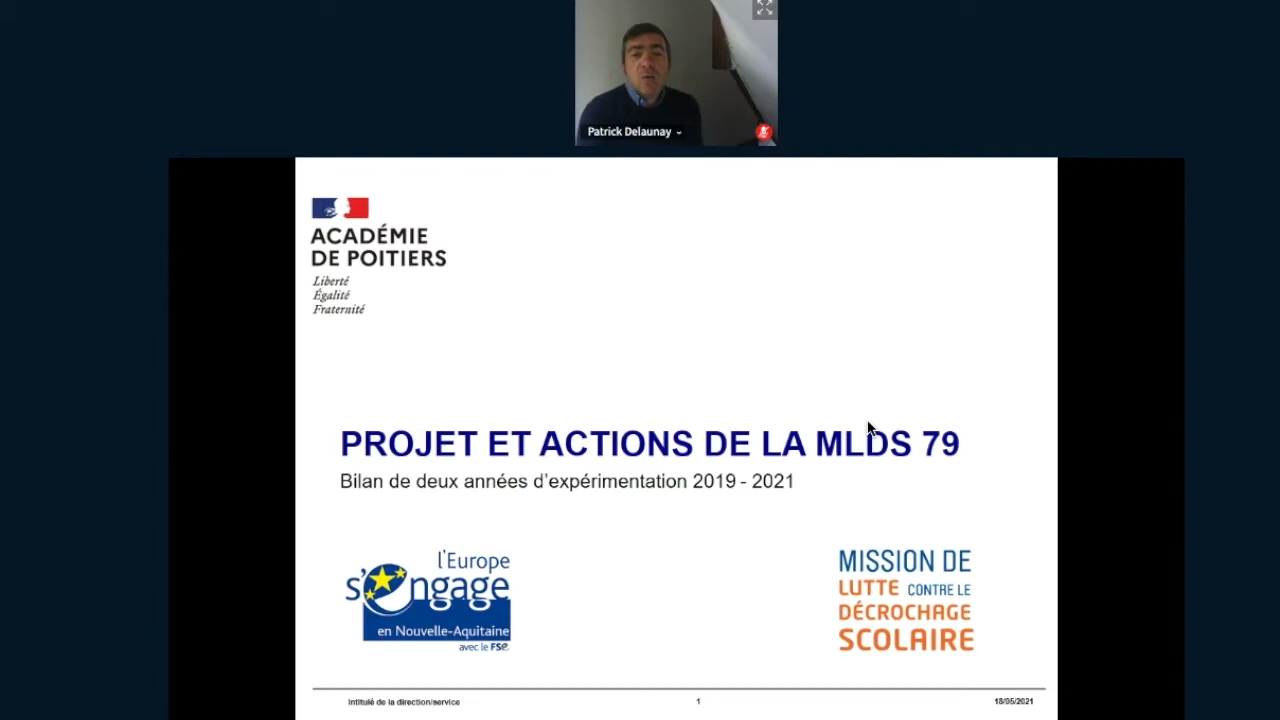 Patrick Delaunay
ACADÉMIE
DE POITIERS
Liberté
Égalité
Fraternité
PROJET ET ACTIONS DE LA MLDS 79
Bilan de deux années d'expérimentation 2019 - 2021
l'Europe
s'engage
en Nouvelle-Aquitaine
avec le FSe
MISSION DE
LUTTE CONTRE LE
DÉCROCHAGE
SCOLAIRE
Intitulé de la direction/service
1
18/05/2021